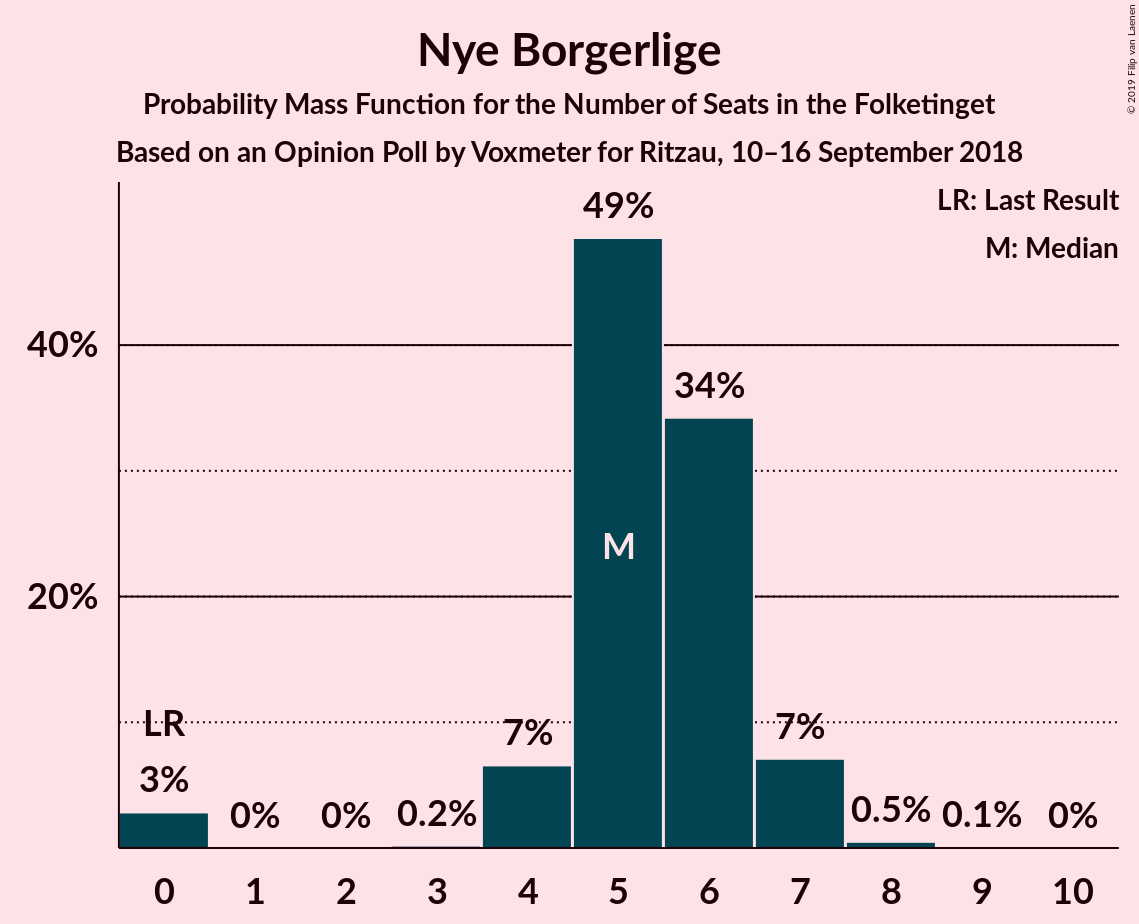 Nye Borgerlige
Probability Mass Function for the Number of Seats in the Folketinget
Based on an Opinion Poll by Voxmeter for Ritzau, 10–16 September 2018
© 2019 Filip van Laenen
LR: Last Result
M: Median
49%
40%
34%
M
20%
LR
7%
7%
3%
0%
0%
0.2%
0.5%
0.1%
0%
0 1 2 3 4 5 6 7 8 9 10